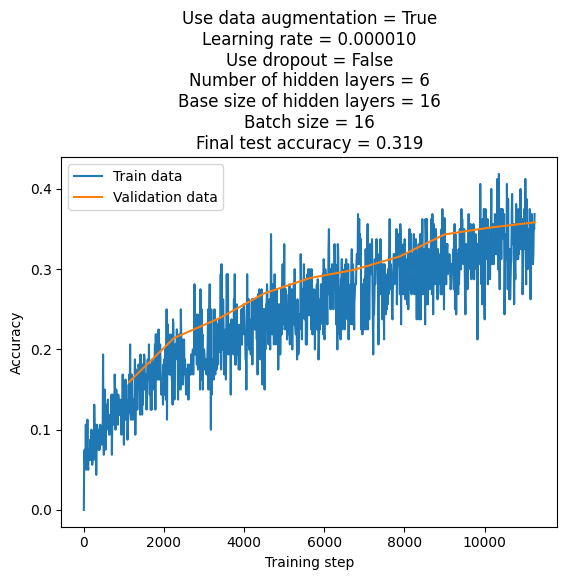 Use data augmentation = True
Learning rate = 0.000010
Use dropout = False
Number of hidden layers = 6
Base size of hidden layers = 16
Batch size = 16
Final test accuracy = 0.319
Train data
Validation data
0.4
0.3
0.2
0.1
0.0
Accuracy
0 2000 4000 6000 8000 10000
Training step